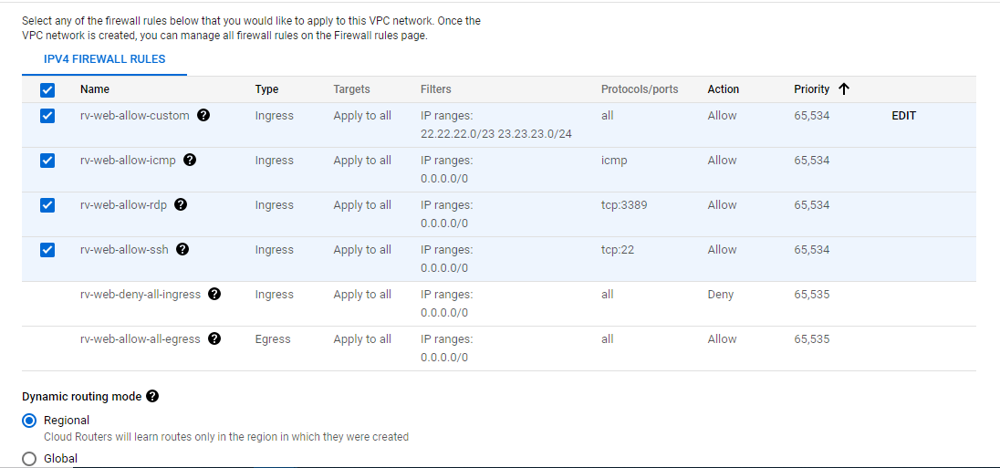 Select any of the firewall rules below that you would like to apply to this VPC network. Once the
VPC network is created, you can manage all firewall rules on the Firewall rules page.
IPV4 FIREWALL RULES
Name Type Targets Filters Protocols/ports Action Priority
rv-web-allow-custom Ingress Apply to all IP ranges: all Allow 65,534 EDIT
22.22.22.0/23 23.23.23.0/24
rv-web-allow-icmp Ingress Apply to all IP ranges: icmp Allow 65,534
0.0.0.0/0
rv-web-allow-rdp Ingress Apply to all IP ranges: tcp:3389 Allow 65,534
0.0.0.0/0
rv-web-allow-ssh Ingress Apply to all IP ranges: tcp:22 Allow 65,534
0.0.0.0/0
rv-web-deny-all-ingress Ingress Apply to all IP ranges: all Deny 65,535
0.0.0.0/0
rv-web-allow-all-egress Egress Apply to all IP ranges: all Allow 65,535
0.0.0.0/0
Dynamic routing mode
Regional
Cloud Routers will learn routes only in the region in which they were created
Global